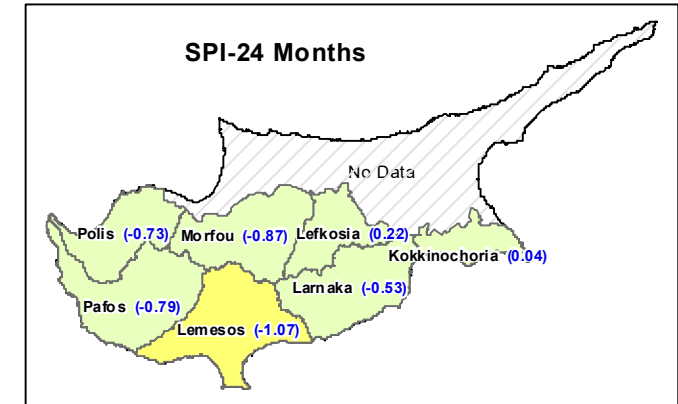 SPI-24 Months
No Data
Polis (-0.73)
Morfou (-0.87)
Lefkosia (0.22)
Kokkinochoria (0.04)
Pafos (-0.79)
Larnaka (-0.53)
Lemesos (-1.07)